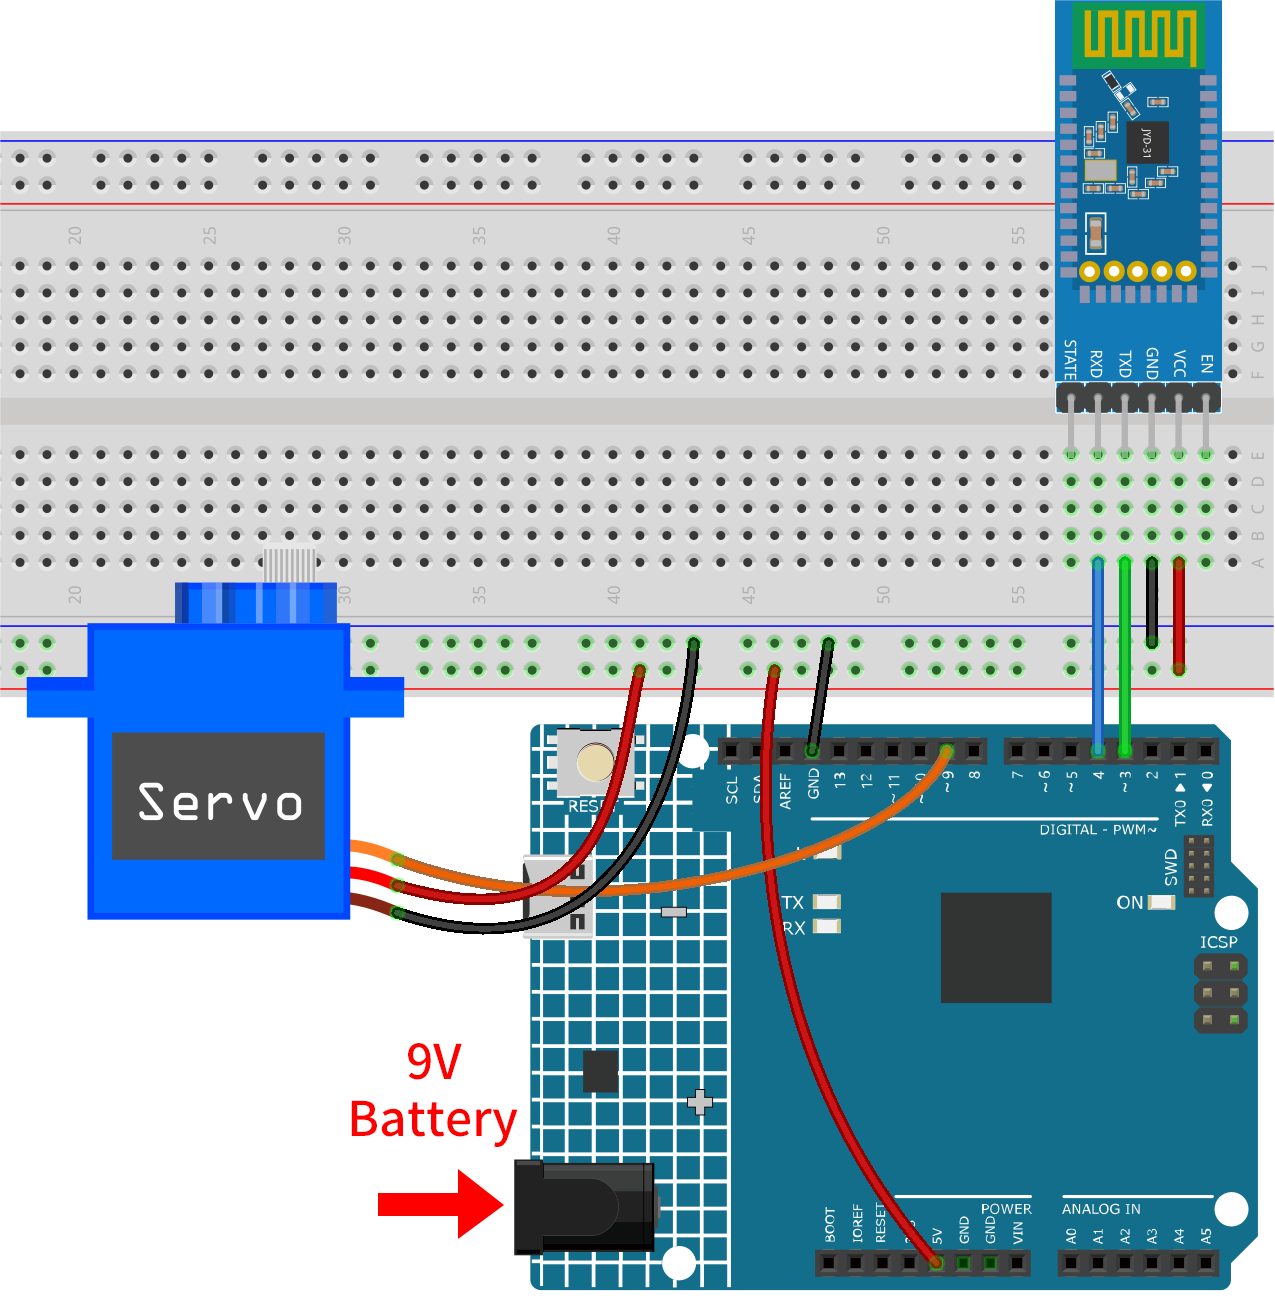 JYD-31
20 25 30 35 40 45 50 55
J
I
H
G
F
STATE RXD TXD GND VCC EN
E
D
C
B
A
20 30 35 40 45 50 55
Servo
RESET
SCL SDA AREF GND 13 12 ~11 ~10 ~9 8
7 ~6 ~5 4 ~3 2 TX0▶1 RX0◀0
DIGITAL - PWM~
SWD
TX
RX
ON
ICSP
9V
Battery
POWER
ANALOG IN
BOOT IOREF RESET 5V GND GND VIN
A0 A1 A2 A3 A4 A5